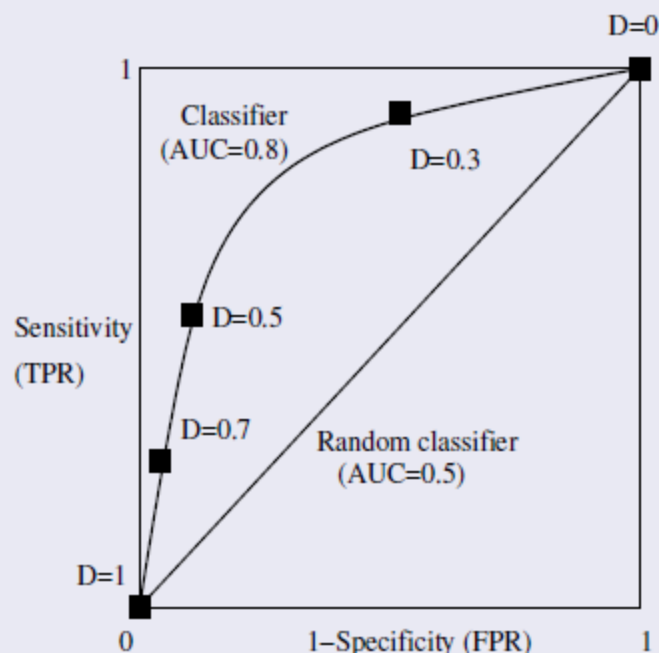 D=0
1
Classifier
(AUC=0.8)
D=0.3
Sensitivity
(TPR)
D=0.5
D=0.7
Random classifier
(AUC=0.5)
D=1
0
1−Specificity (FPR)
1